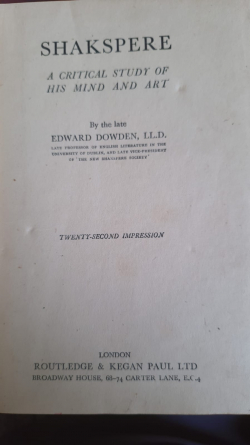 SHAKSPERE
A CRITICAL STUDY OF
HIS MIND AND ART
By the late
EDWARD DOWDEN, LL.D.
LATE PROFESSOR OF ENGLISH LITERATURE IN THE
UNIVERSITY OF DUBLIN, AND LATE VICE-PRESIDENT
OF 'THE NEW SHAKSPERE SOCIETY'
TWENTY-SECOND IMPRESSION
LONDON
ROUTLEDGE & KEGAN PAUL LTD
BROADWAY HOUSE, 68-74 CARTER LANE, E.C.4